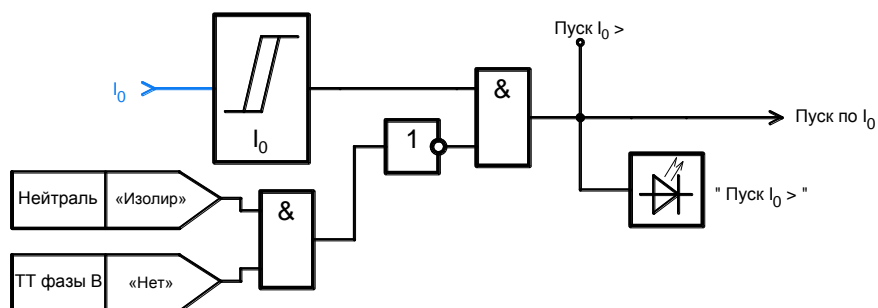 Пуск I0 >
I0
&
Пуск по I0
I0
1
Нейтраль «Изолир»
&
" Пуск I0 > "
ТТ фазы В «Нет»